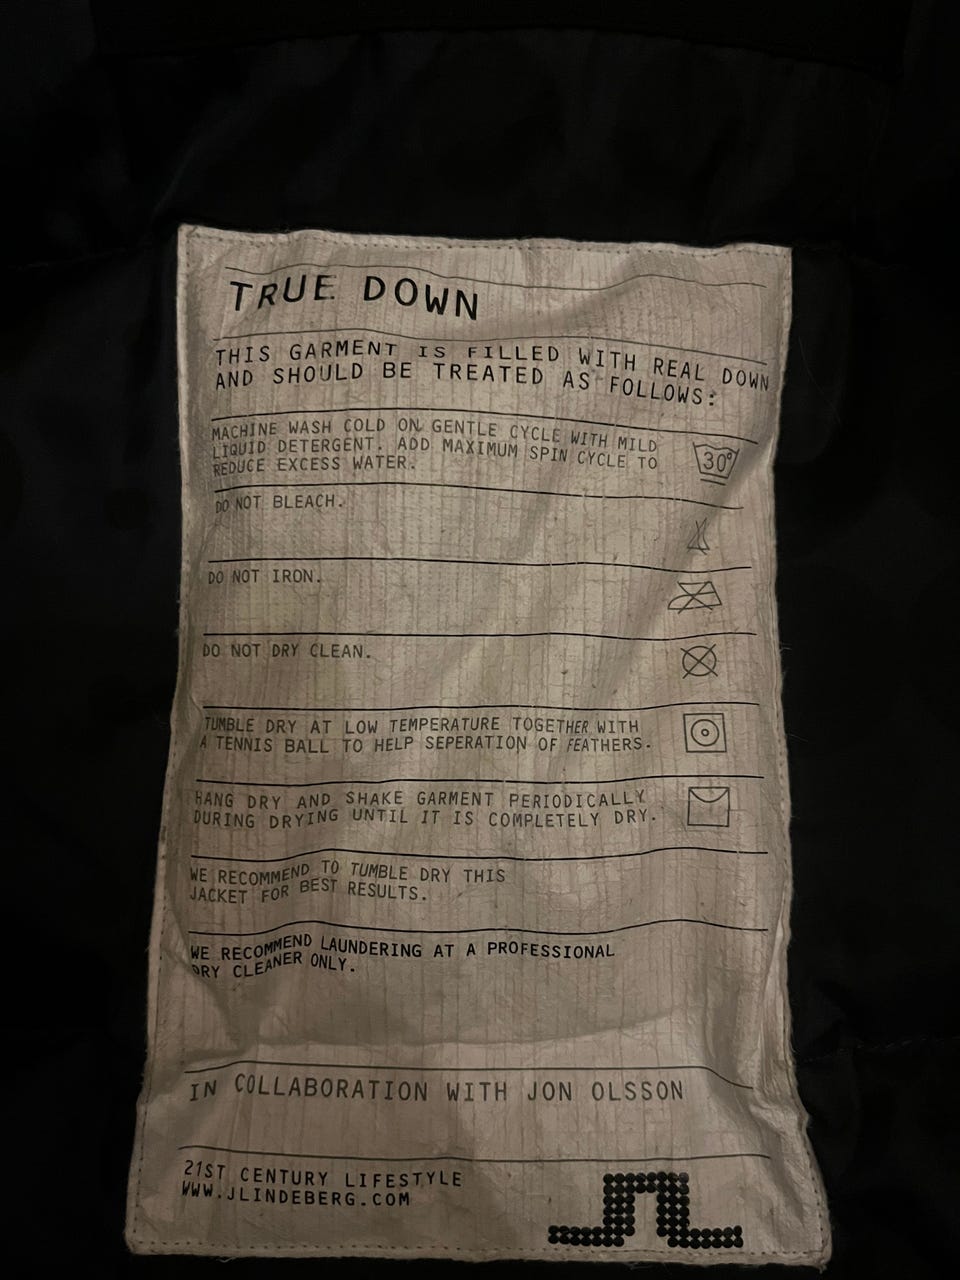 TRUE DOWN
THIS GARMENT IS FILLED WITH REAL DOWN
AND SHOULD BE TREATED AS FOLLOWS:
MACHINE WASH COLD ON GENTLE CYCLE WITH MILD
LIQUID DETERGENT. ADD MAXIMUM SPIN CYCLE TO
REDUCE EXCESS WATER.
30°
DO NOT BLEACH.
DO NOT IRON.
DO NOT DRY CLEAN.
TUMBLE DRY AT LOW TEMPERATURE TOGETHER WITH
A TENNIS BALL TO HELP SEPERATION OF FEATHERS.
HANG DRY AND SHAKE GARMENT PERIODICALLY
DURING DRYING UNTIL IT IS COMPLETELY DRY.
WE RECOMMEND TO TUMBLE DRY THIS
JACKET FOR BEST RESULTS.
WE RECOMMEND LAUNDERING AT A PROFESSIONAL
DRY CLEANER ONLY.
IN COLLABORATION WITH JON OLSSON
21ST CENTURY LIFESTYLE
WWW.JLINDEBERG.COM